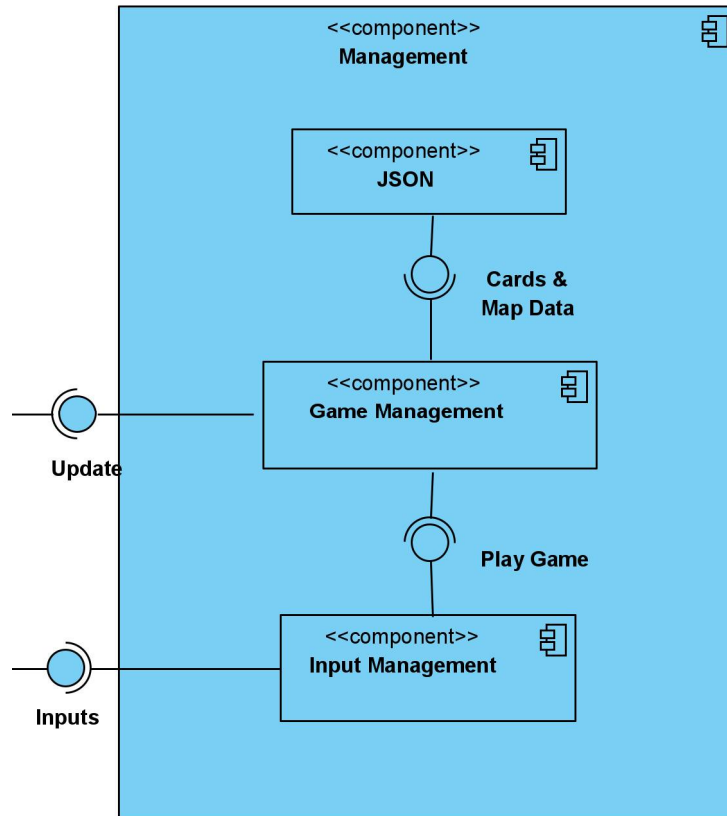 <<component>>
Management
<<component>>
JSON
Cards &
Map Data
<<component>>
Game Management
Update
Play Game
<<component>>
Input Management
Inputs